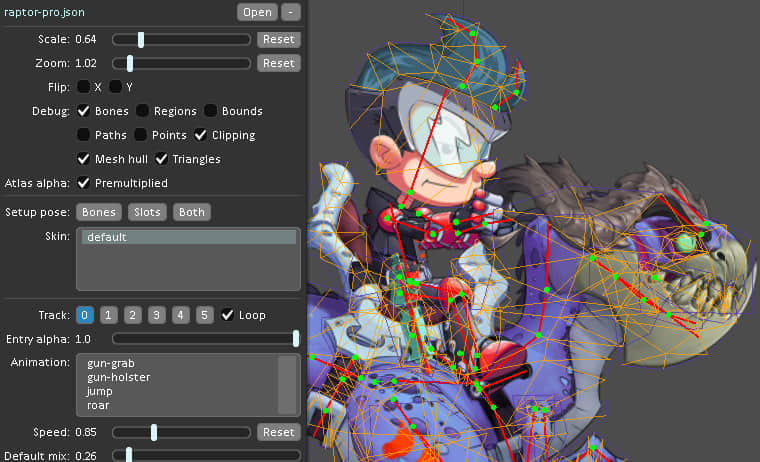 raptor-pro.json Open -
Scale: 0.64 Reset
Zoom: 1.02 Reset
Flip: X Y
Debug: Bones Regions Bounds
Paths Points Clipping
Mesh hull Triangles
Atlas alpha: Premultiplied
Setup pose: Bones Slots Both
Skin: default
Track: 0 1 2 3 4 5 Loop
Entry alpha: 1.0
Animation: gun-grab
gun-holster
jump
roar
Speed: 0.85 Reset
Default mix: 0.26